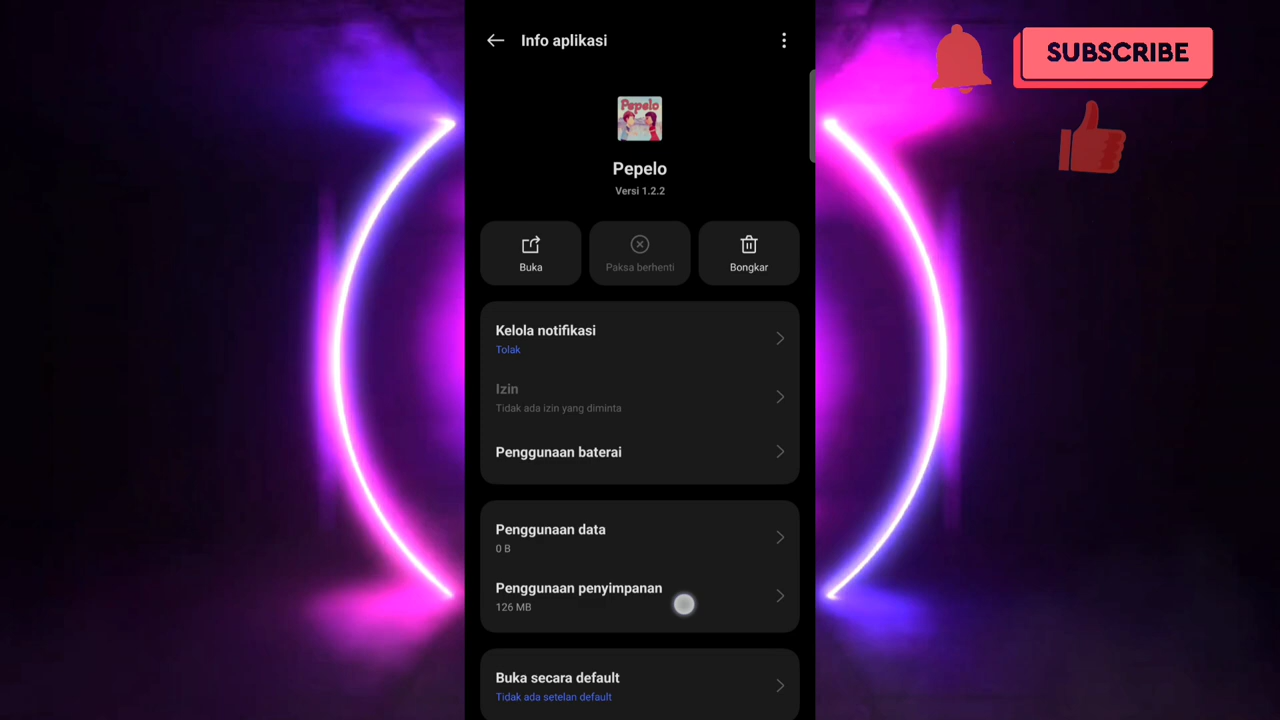 Info aplikasi
SUBSCRIBE
Pepelo
Pepelo
Versi 1.2.2
Buka
Paksa berhenti
Bongkar
Kelola notifikasi
Tolak
Izin
Tidak ada izin yang diminta
Penggunaan baterai
Penggunaan data
0 B
Penggunaan penyimpanan
126 MB
Buka secara default
Tidak ada setelan default